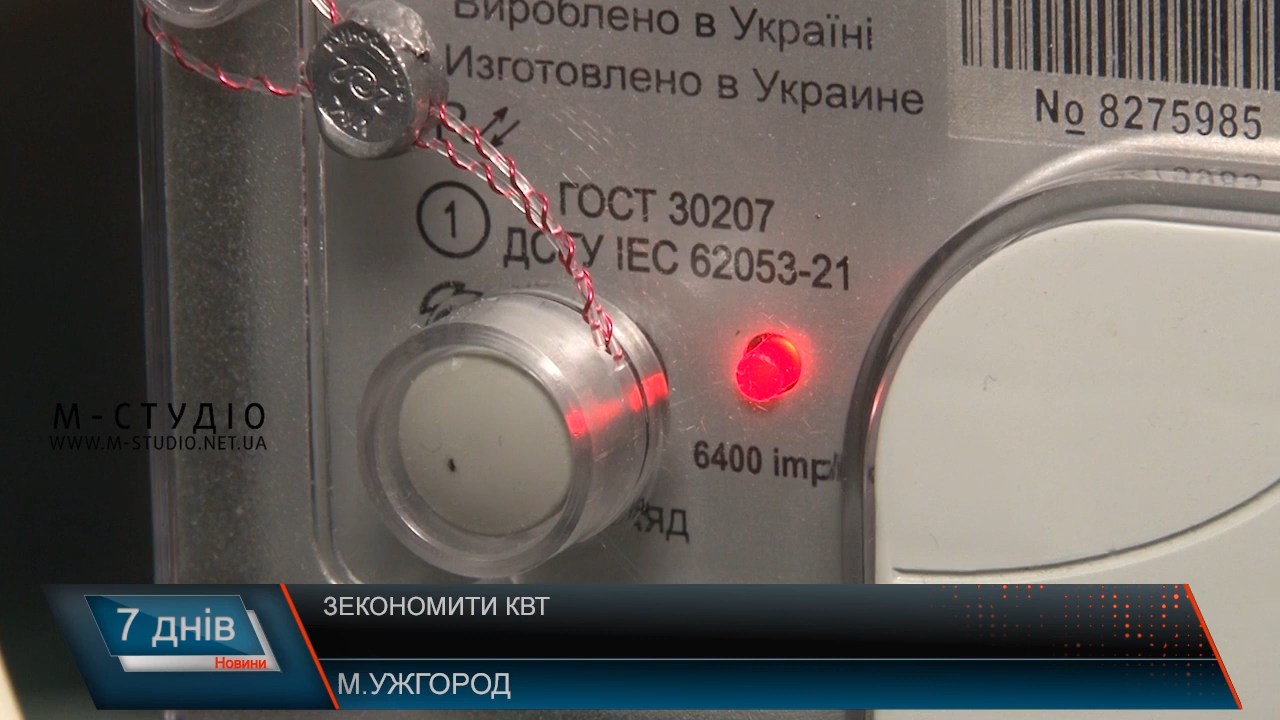 Вироблено в Україні
Изготовлено в Украине
№ 8275985
1
ГОСТ 30207
ДСТУ IEC 62053-21
6400
М-СТУДІО
WWW.M-STUDIO.NET.UA
7 днів
Новини
ЗЕКОНОМИТИ КВТ
М.УЖГОРОД